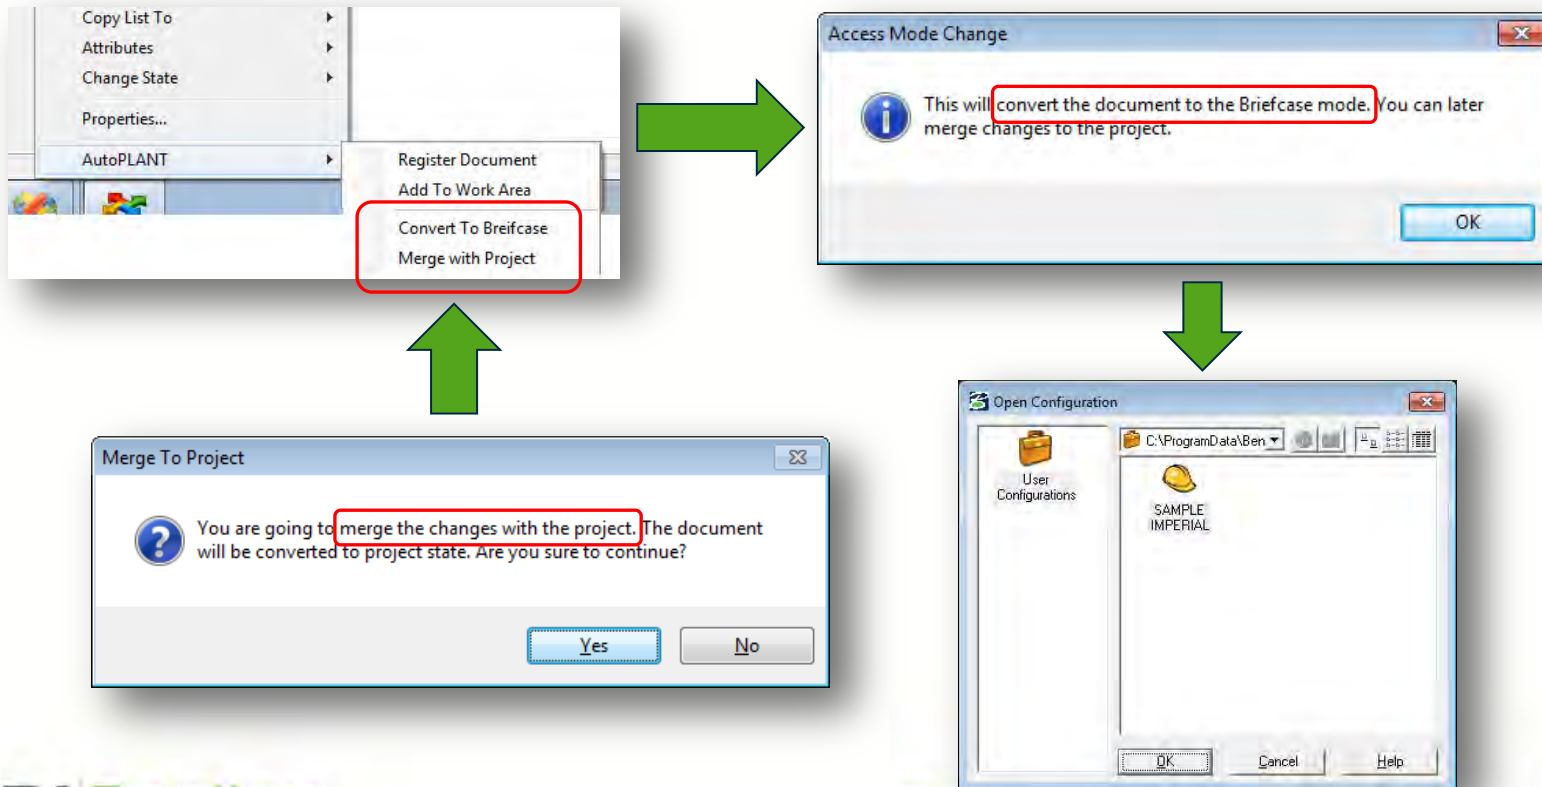 Copy List To
Attributes
Change State
Properties...
AutoPLANT
Register Document
Add To Work Area
Convert To Breifcase
Merge with Project
Access Mode Change
This will convert the document to the Briefcase mode. You can later
merge changes to the project.
OK
Merge To Project
You are going to merge the changes with the project. The document
will be converted to project state. Are you sure to continue?
Yes
No
Open Configuration
C:\ProgramData\Ben
User
Configurations
SAMPLE
IMPERIAL
OK
Cancel
Help